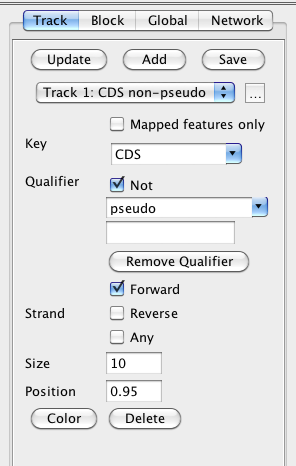 Track Block Global Network
Update Add Save
Track 1: CDS non-pseudo ...
Mapped features only
Key
CDS
Qualifier Not
pseudo
Remove Qualifier
Forward
Strand Reverse
Any
Size 10
Position 0.95
Color Delete